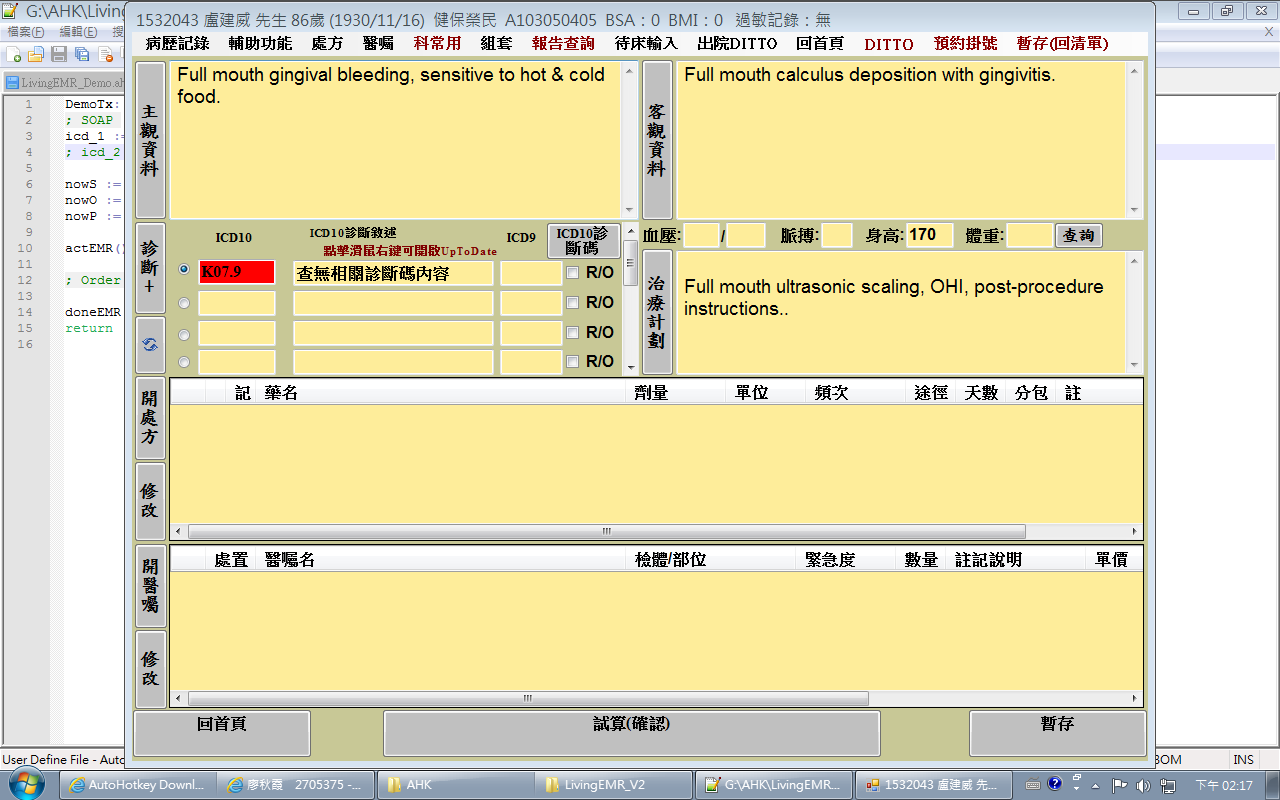 G:\AHK\Livin
1532043 盧建威 先生 86歲 (1930/11/16) 健保榮民 A103050405 BSA：0 BMI：0 過敏記錄：無
檔案(F) 編輯(E) 搜
病歷記錄 輔助功能 處方 醫囑 科常用 組套 報告查詢 待床輸入 出院DITTO 回首頁 DITTO 預約掛號 暫存(回清單)
LivingEMR_Demo.ah
1 DemoTx:
2 ; SOAP
3 icd_1 :=
4 ; icd_2
5
6 nowS :=
7 nowO :=
8 nowP :=
9
10 actEMR()
11
12 ; Order
13
14 doneEMR
15 return
16
主觀資料
Full mouth gingival bleeding, sensitive to hot & cold
food.
客觀資料
Full mouth calculus deposition with gingivitis.
診斷+
ICD10 ICD10診斷敘述 ICD9 ICD10診
斷碼
點擊滑鼠右鍵可開啟UpToDate
K07.9 查無相關診斷碼內容 R/O
R/O
R/O
R/O
血壓: / 脈搏: 身高: 170 體重: 查詢
治療計劃
Full mouth ultrasonic scaling, OHI, post-procedure
instructions..
開處方
修改
記 藥名 劑量 單位 頻次 途徑 天數 分包 註
開醫囑
修改
處置 醫囑名 檢體/部位 緊急度 數量 註記說明 單價
回首頁 試算(確認) 暫存
User Define File - Auto
BOM INS
AutoHotkey Downl... 廖秋霞 2705375 -... AHK LivingEMR_V2 G:\AHK\LivingEMR... 1532043 盧建威 先... 下午 02:17